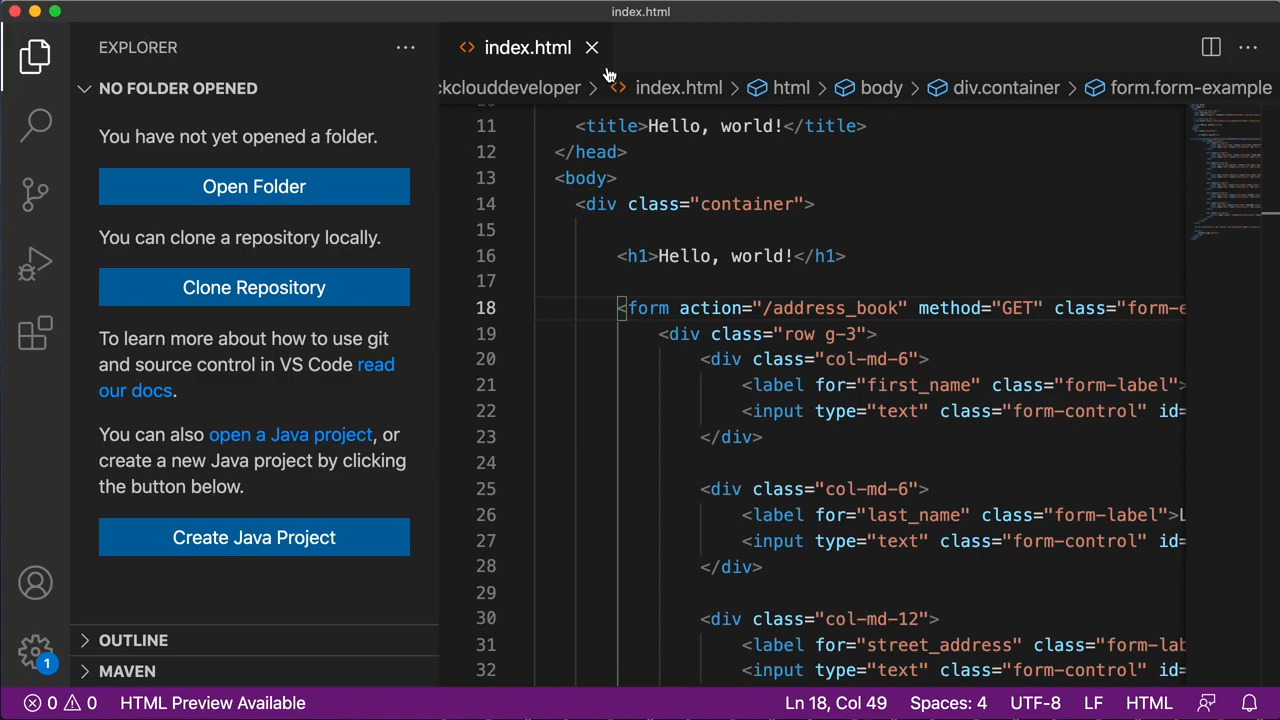 index.html
EXPLORER
index.html
NO FOLDER OPENED
ckclouddeveloper > index.html > html > body > div.container > form.form-example
You have not yet opened a folder.
Open Folder
You can clone a repository locally.
Clone Repository
To learn more about how to use git
and source control in VS Code read
our docs.
You can also open a Java project, or
create a new Java project by clicking
the button below.
Create Java Project
OUTLINE
MAVEN
11 <title>Hello, world!</title>
12 </head>
13 <body>
14 <div class="container">
15
16 <h1>Hello, world!</h1>
17
18 <form action="/address_book" method="GET" class="form-e
19 <div class="row g-3">
20 <div class="col-md-6">
21 <label for="first_name" class="form-label">
22 <input type="text" class="form-control" id=
23 </div>
24
25 <div class="col-md-6">
26 <label for="last_name" class="form-label">L
27 <input type="text" class="form-control" id=
28 </div>
29
30 <div class="col-md-12">
31 <label for="street_address" class="form-lab
32 <input type="text" class="form-control" id=
1
0 0 HTML Preview Available Ln 18, Col 49 Spaces: 4 UTF-8 LF HTML